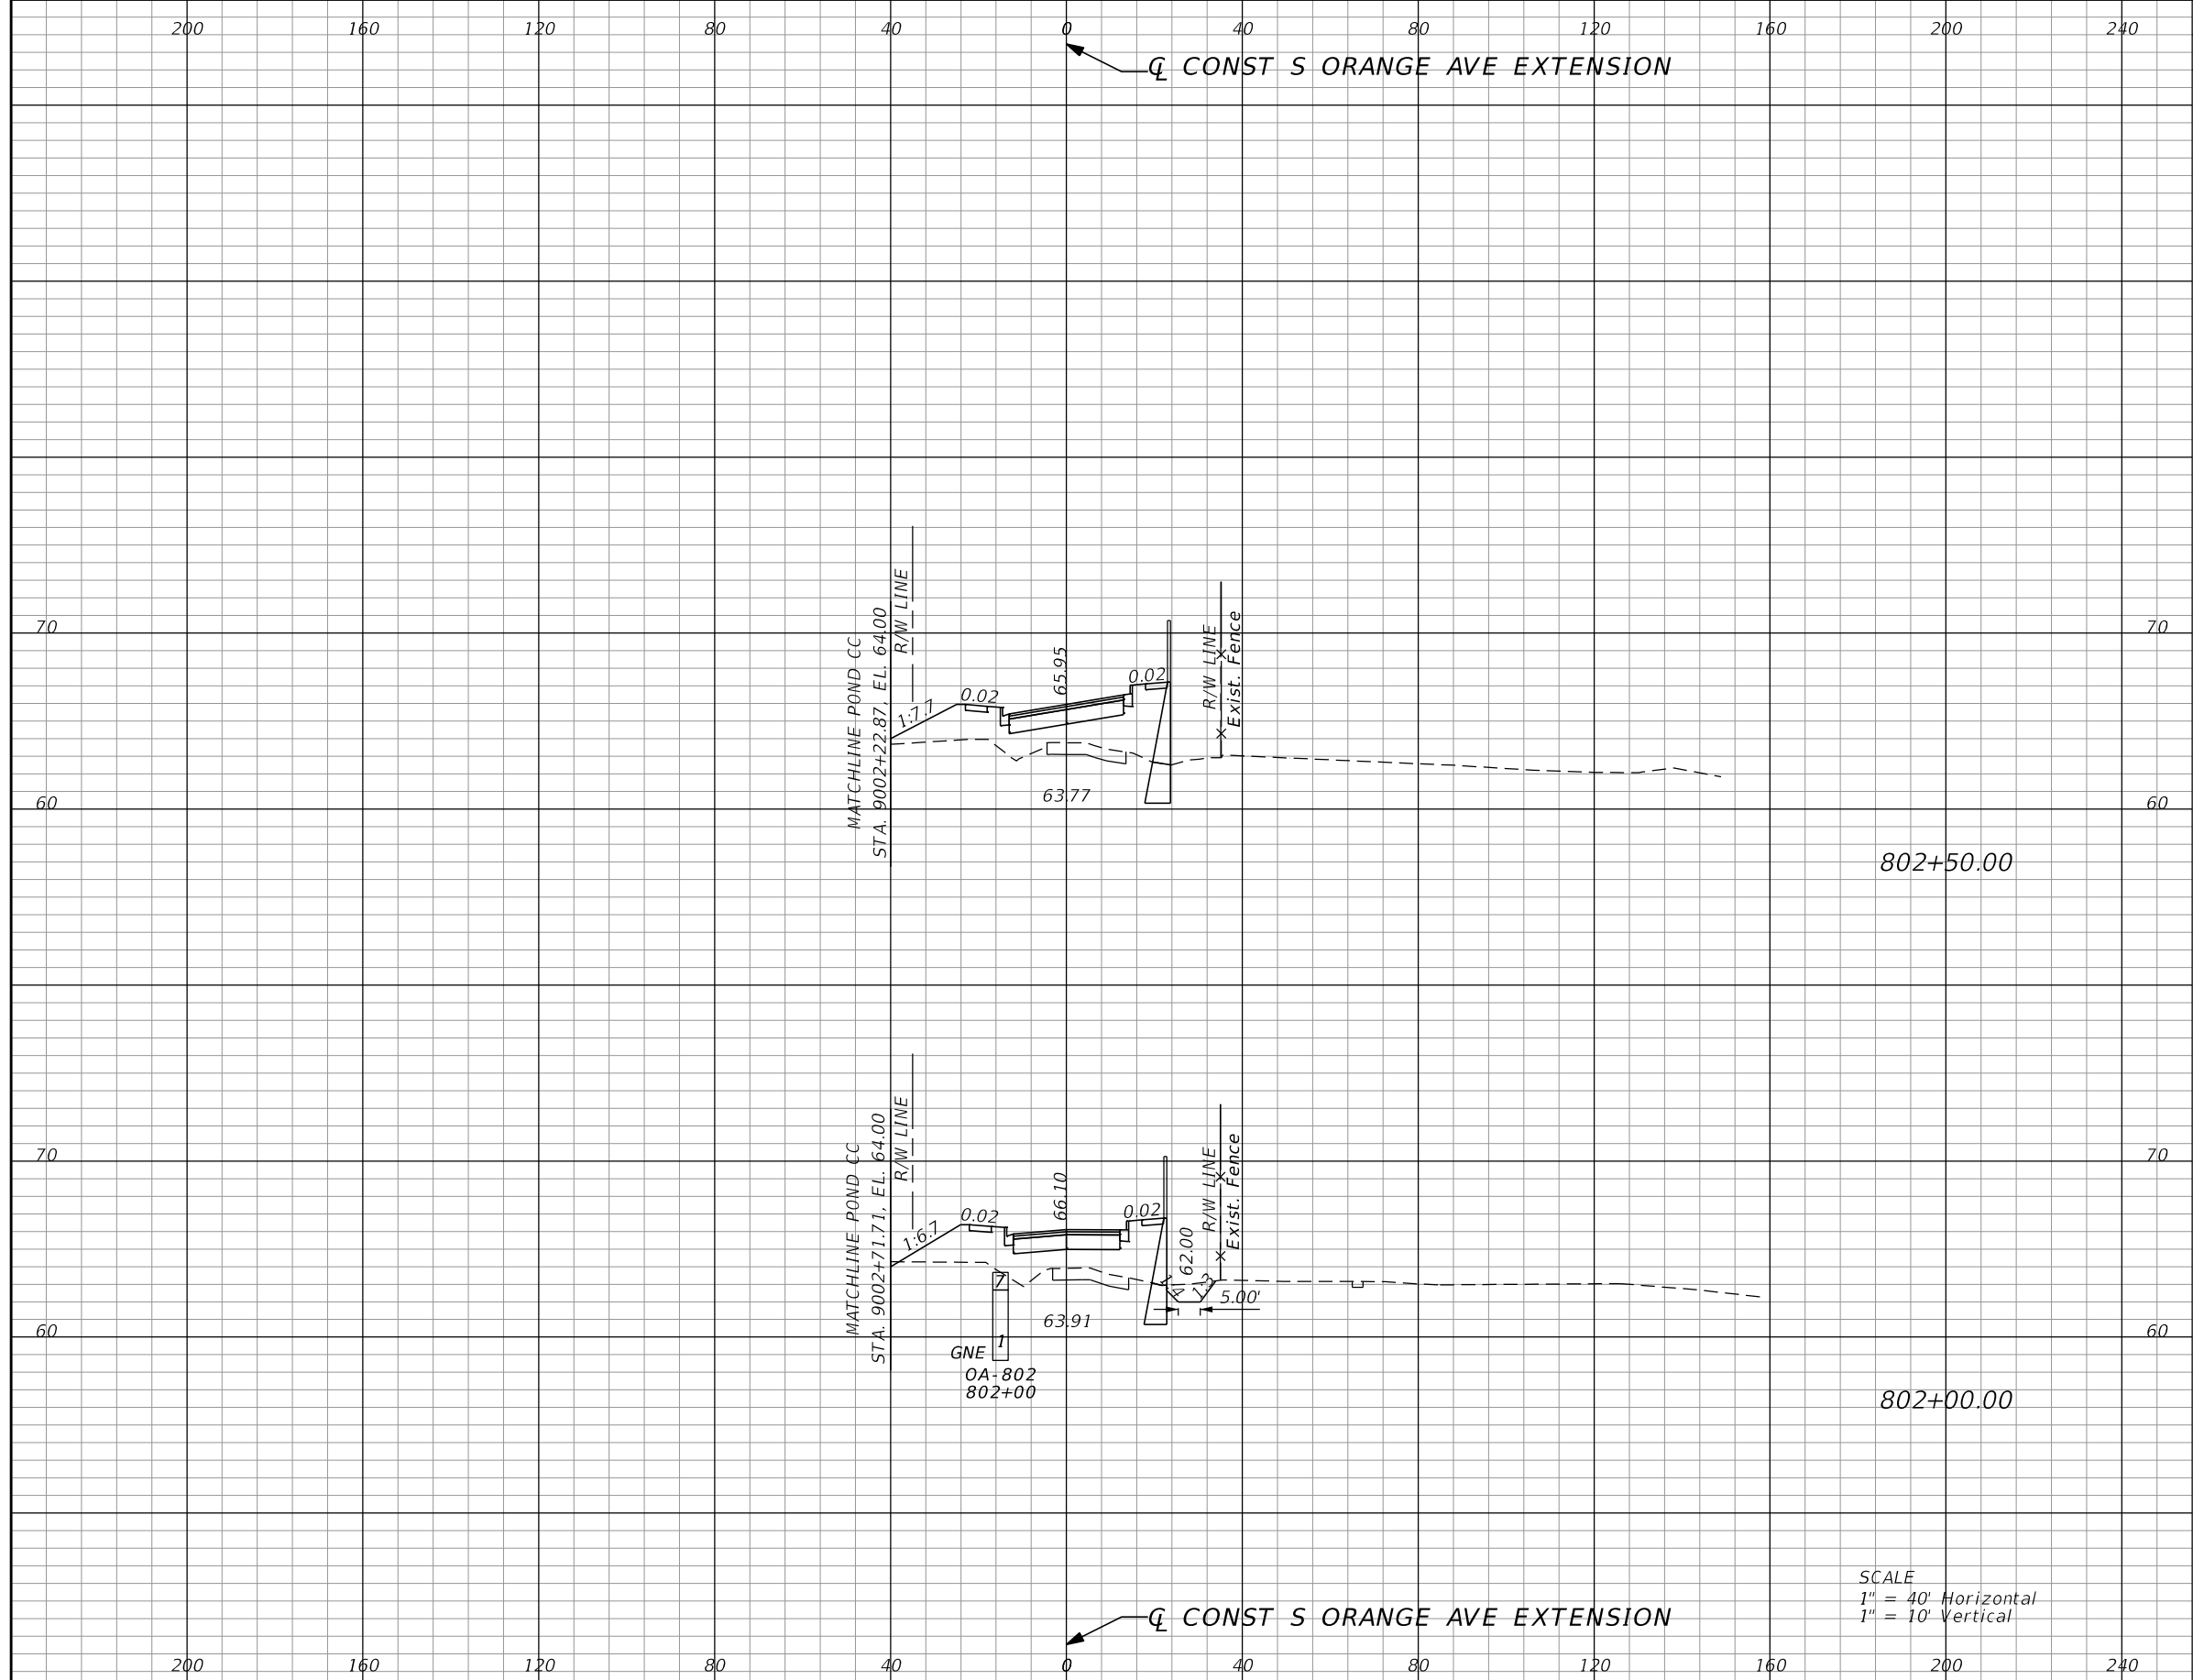 200 160 120 80 40 0 40 80 120 160 200 240
℄ CONST S ORANGE AVE EXTENSION
MATCHLINE POND CC
STA. 9002+22.87, EL. 64.00
R/W LINE
1:7.7
0.02
65.95
0.02
R/W LINE
Exist. Fence
70 70
60 60
63.77
802+50.00
MATCHLINE POND CC
STA. 9002+71.71, EL. 64.00
R/W LINE
1:6.7
0.02
66.10
0.02
62.00
R/W LINE
Exist. Fence
70 70
7
1:3
5.00'
60 60
63.91
1
GNE
OA-802
802+00
802+00.00
SCALE
1" = 40' Horizontal
1" = 10' Vertical
℄ CONST S ORANGE AVE EXTENSION
200 160 120 80 40 0 40 80 120 160 200 240